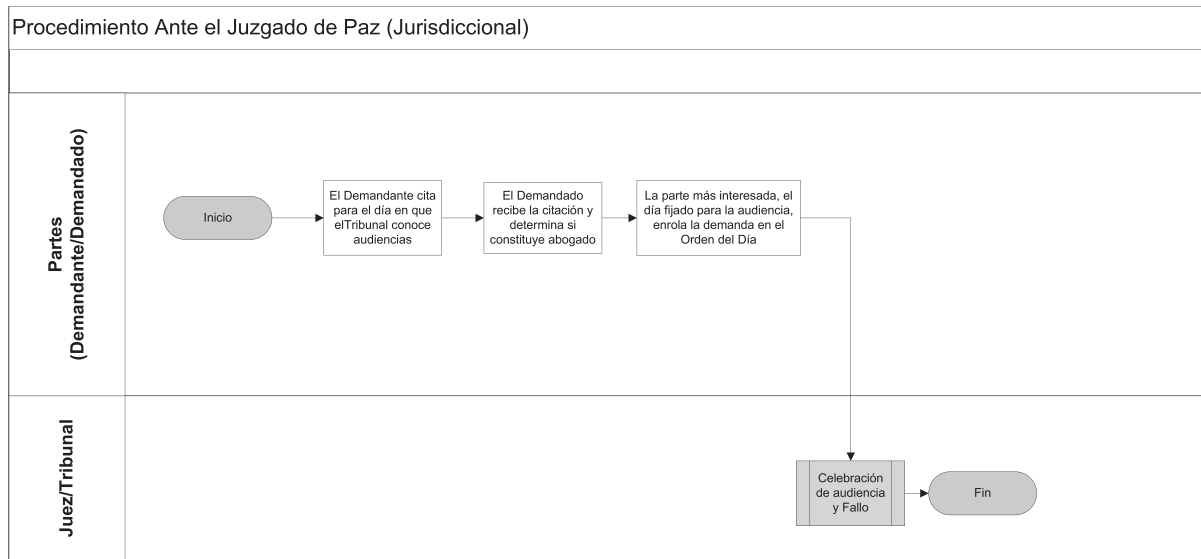 Procedimiento Ante el Juzgado de Paz (Jurisdiccional)
Partes
(Demandante/Demandado)
Inicio
El Demandante cita
para el día en que
elTribunal conoce
audiencias
El Demandado
recibe la citación y
determina si
constituye abogado
La parte más interesada, el
día fijado para la audiencia,
enrola la demanda en el
Orden del Día
Juez/Tribunal
Celebración
de audiencia
y Fallo
Fin